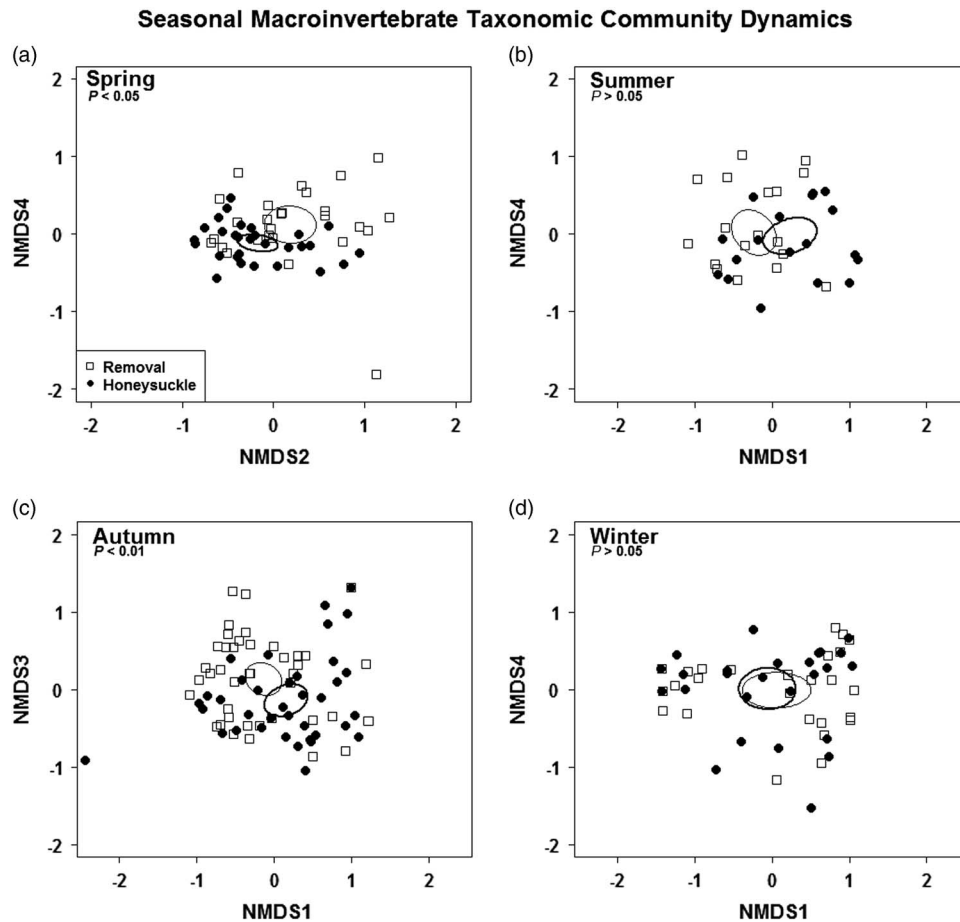 Seasonal Macroinvertebrate Taxonomic Community Dynamics
(a)
Spring
P < 0.05
2
1
0
-1
-2
NMDS4
Removal
Honeysuckle
-2 -1 0 1 2
NMDS2
(b)
Summer
P > 0.05
2
1
0
-1
-2
NMDS4
-2 -1 0 1 2
NMDS1
(c)
Autumn
P < 0.01
2
1
0
-1
-2
NMDS3
-2 -1 0 1 2
NMDS1
(d)
Winter
P > 0.05
2
1
0
-1
-2
NMDS4
-2 -1 0 1 2
NMDS1